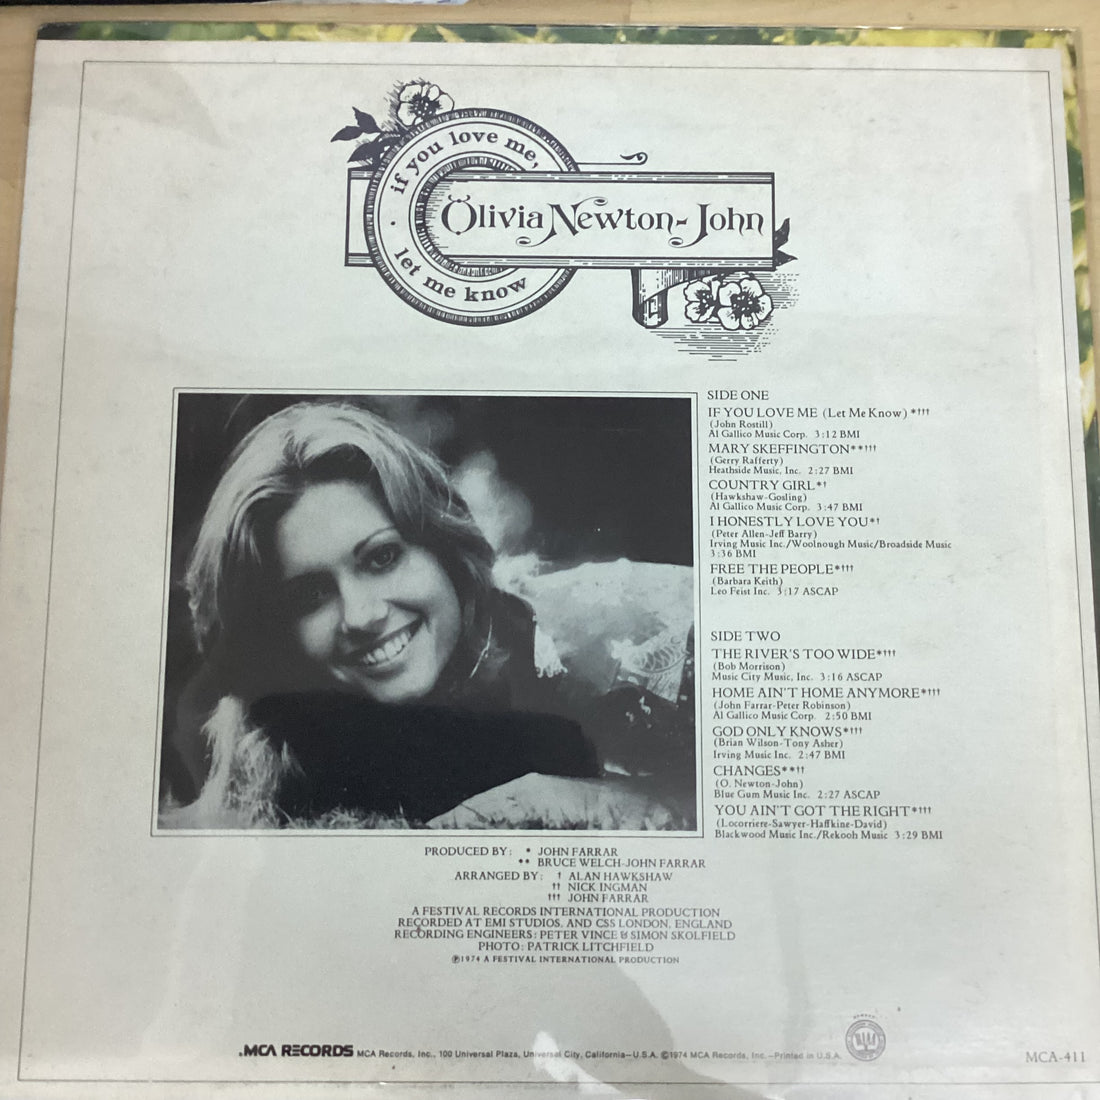 if you love me,
let me know
Olivia Newton-John
SIDE ONE
IF YOU LOVE ME (Let Me Know) *†††
(John Rostill)
Al Gallico Music Corp. 3:12 BMI
MARY SKEFFINGTON**†††
(Gerry Rafferty)
Heathside Music, Inc. 2:27 BMI
COUNTRY GIRL*†
(Hawkshaw-Gosling)
Al Gallico Music Corp. 3:47 BMI
I HONESTLY LOVE YOU*†
(Peter Allen-Jeff Barry)
Irving Music Inc./Woolnough Music/Broadside Music
3:36 BMI
FREE THE PEOPLE*†††
(Barbara Keith)
Leo Feist Inc. 3:17 ASCAP
SIDE TWO
THE RIVER'S TOO WIDE*†††
(Bob Morrison)
Music City Music, Inc. 3:16 ASCAP
HOME AIN'T HOME ANYMORE*†††
(John Farrar-Peter Robinson)
Al Gallico Music Corp. 2:50 BMI
GOD ONLY KNOWS*†††
(Brian Wilson-Tony Asher)
Irving Music Inc. 2:47 BMI
CHANGES**††
(O. Newton-John)
Blue Gum Music Inc. 2:27 ASCAP
YOU AIN'T GOT THE RIGHT*†††
(Locorriere-Sawyer-Haffkine-David)
Blackwood Music Inc./Rekooh Music 3:29 BMI
PRODUCED BY: * JOHN FARRAR
** BRUCE WELCH-JOHN FARRAR
ARRANGED BY: † ALAN HAWKSHAW
†† NICK INGMAN
††† JOHN FARRAR
A FESTIVAL RECORDS INTERNATIONAL PRODUCTION
RECORDED AT EMI STUDIOS, AND CSS LONDON, ENGLAND
RECORDING ENGINEERS: PETER VINCE & SIMON SKOLFIELD
PHOTO: PATRICK LITCHFIELD
℗1974 A FESTIVAL INTERNATIONAL PRODUCTION
MCA RECORDS MCA Records, Inc., 100 Universal Plaza, Universal City, California—U.S.A. ©1974 MCA Records, Inc.—Printed in U.S.A.
MCA-411